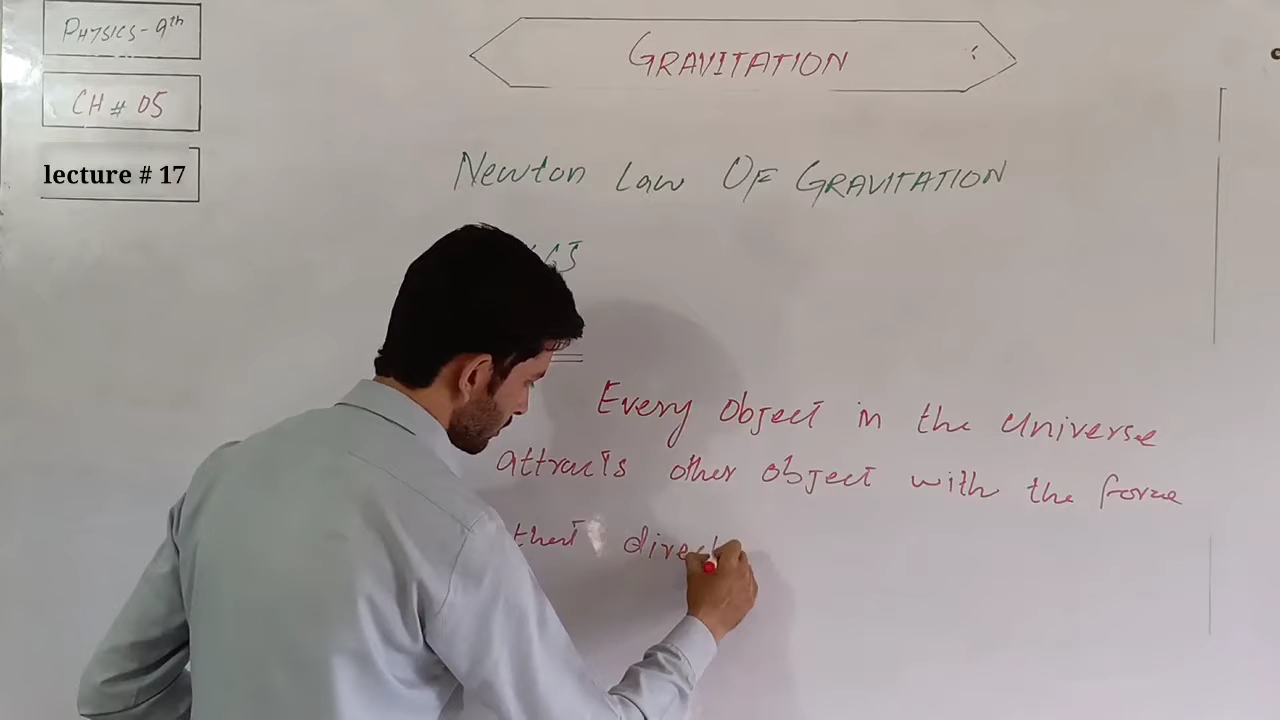 PHYSICS-9th
CH # 05
lecture # 17
GRAVITATION
Newton Law OF GRAVITATION
Every object in the Universe
attracts other object with the force
that direct